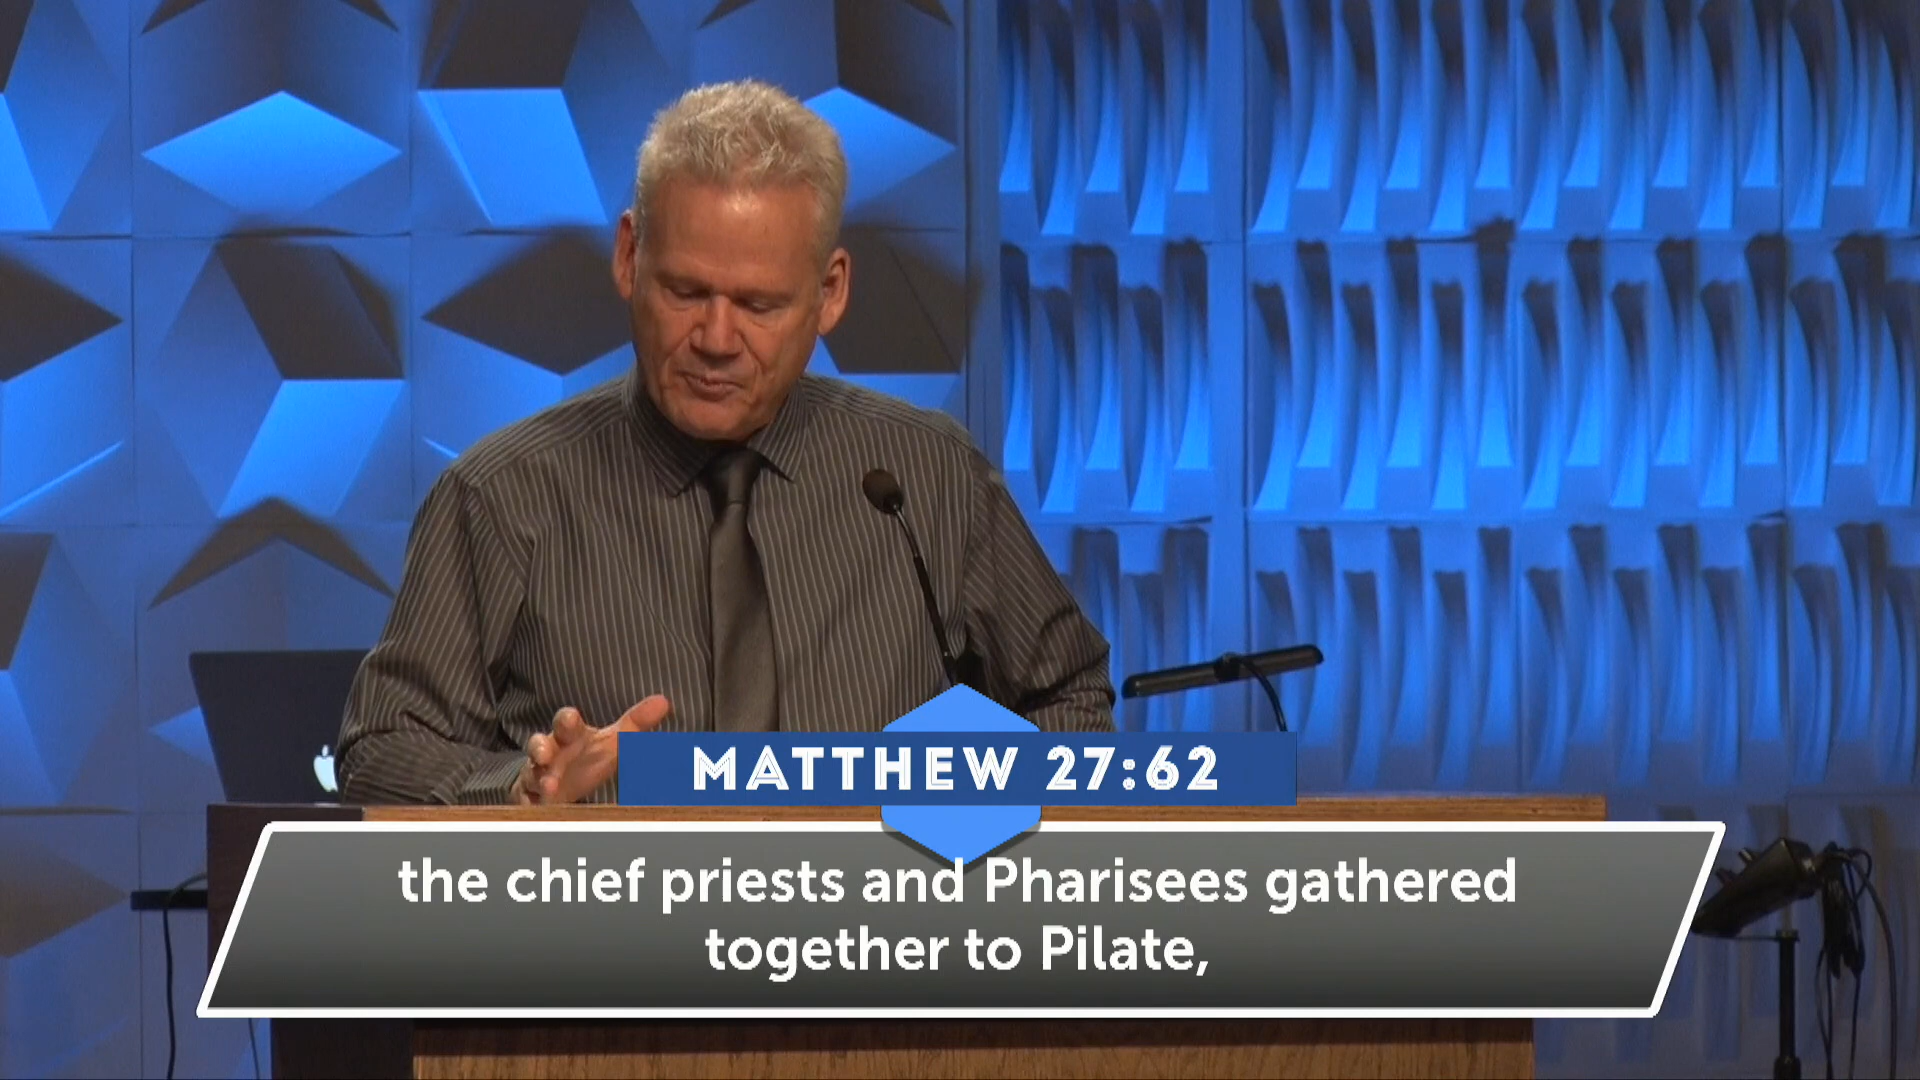 MATTHEW 27:62
the chief priests and Pharisees gathered
together to Pilate,